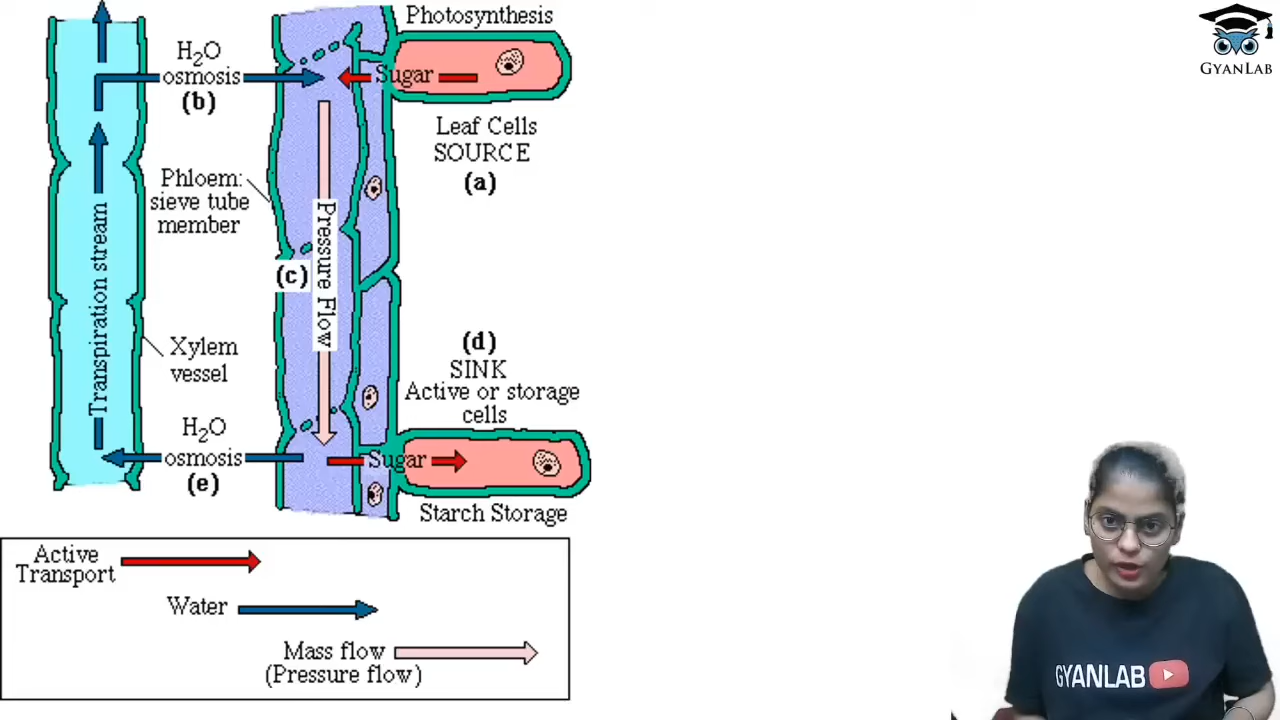 Photosynthesis
H2O
osmosis
(b)
Sugar
Leaf Cells
SOURCE
(a)
Phloem:
sieve tube
member
Transpiration stream
(c)
Pressure Flow
Xylem
vessel
(d)
SINK
Active or storage
cells
H2O
osmosis
(e)
Sugar
Starch Storage
Active
Transport
Water
Mass flow
(Pressure flow)
GYANLAB
GYANLAB